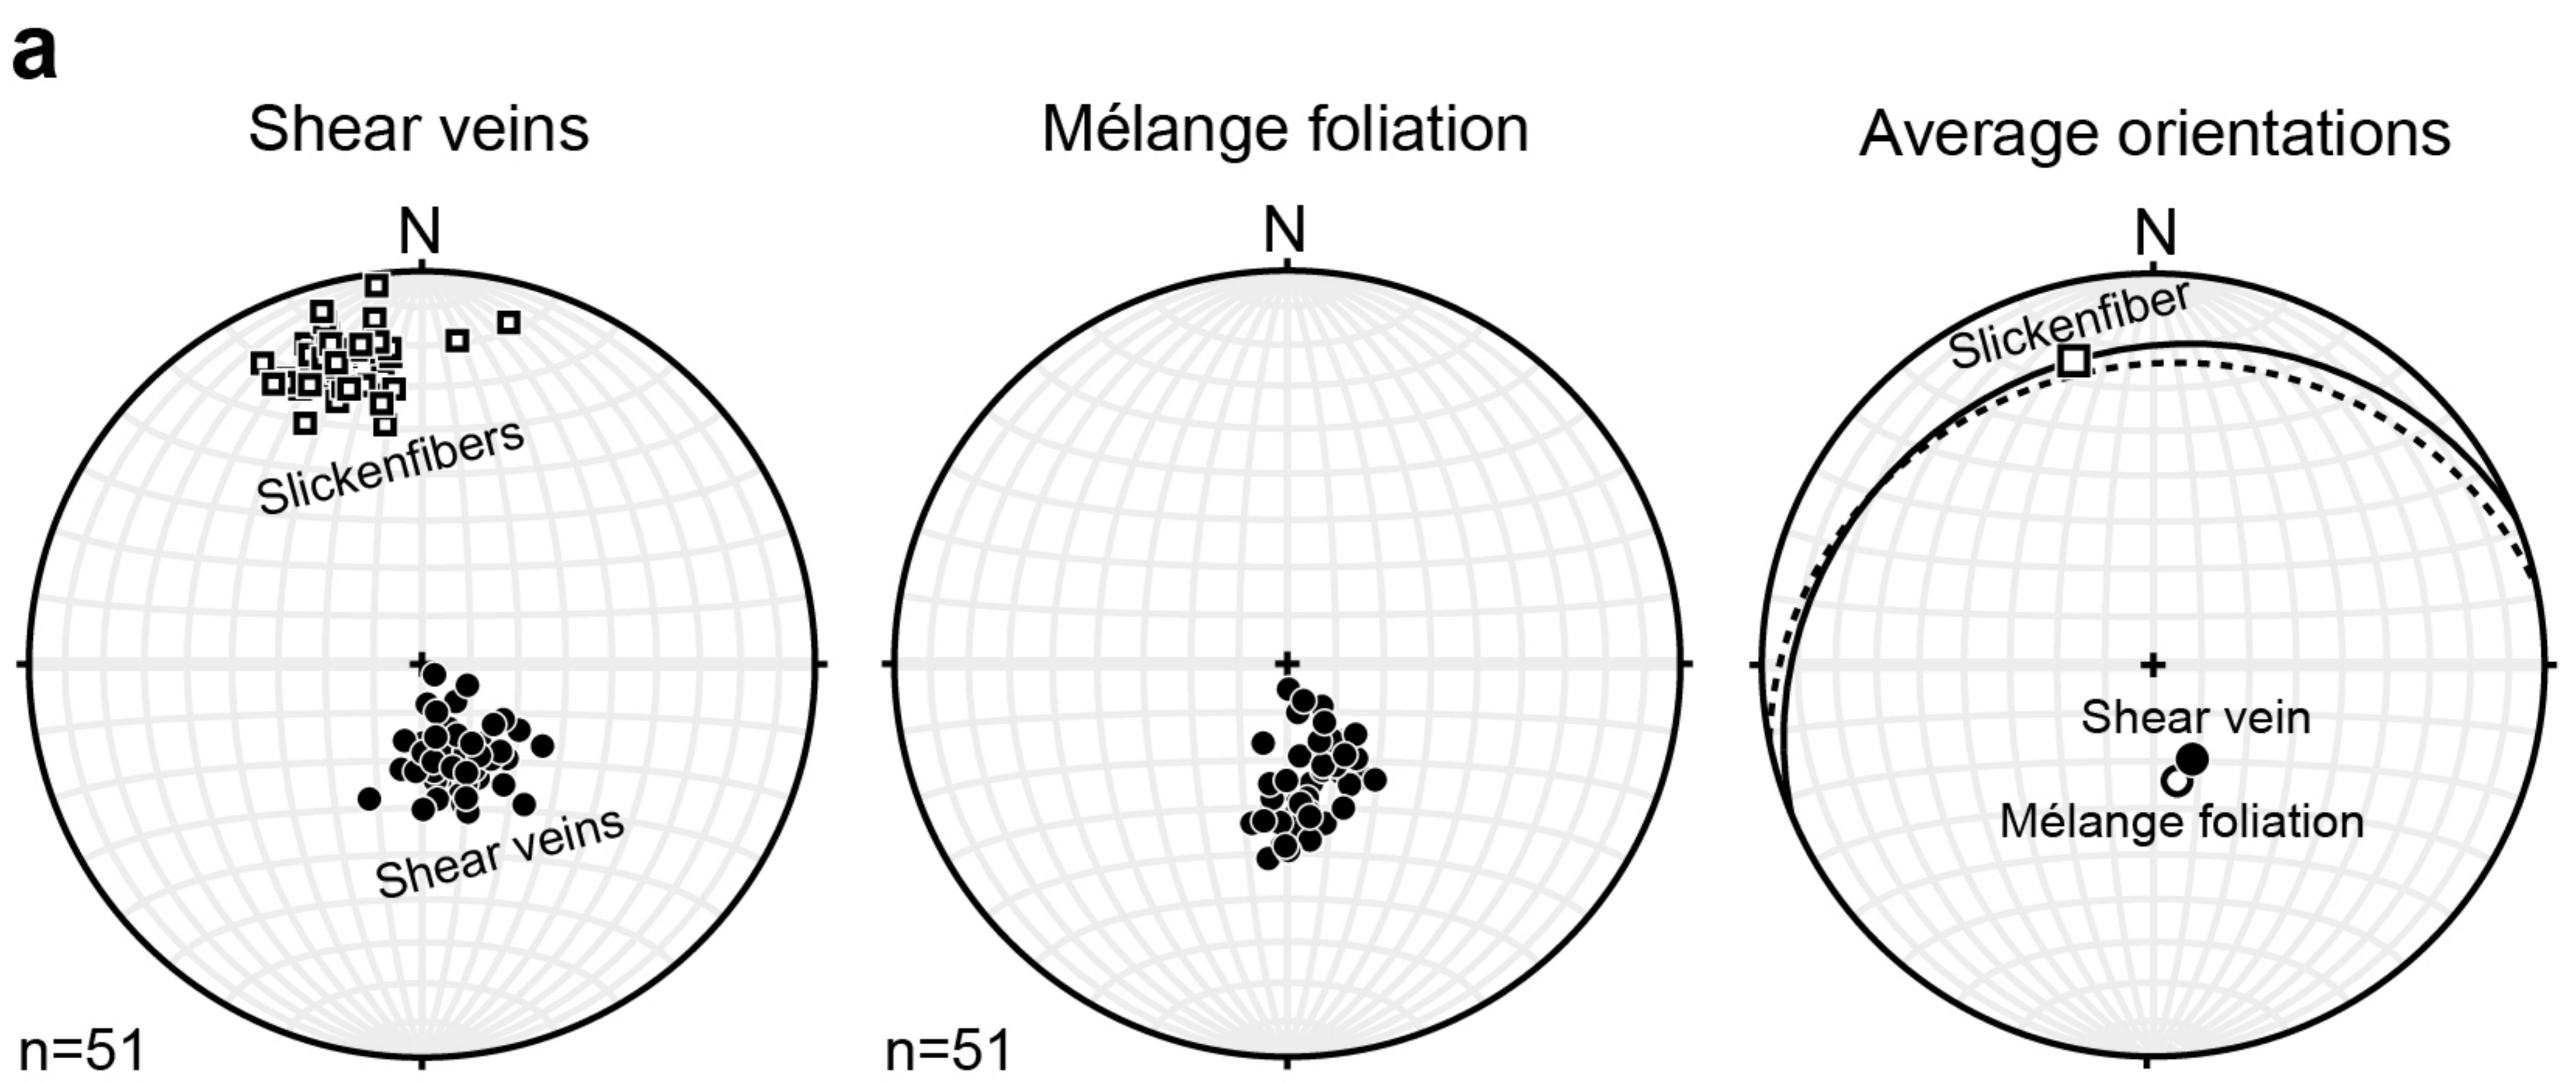 a
Shear veins
Mélange foliation
Average orientations
N
N
N
Slickenfibers
Shear veins
n=51
n=51
Slickenfiber
Shear vein
Mélange foliation